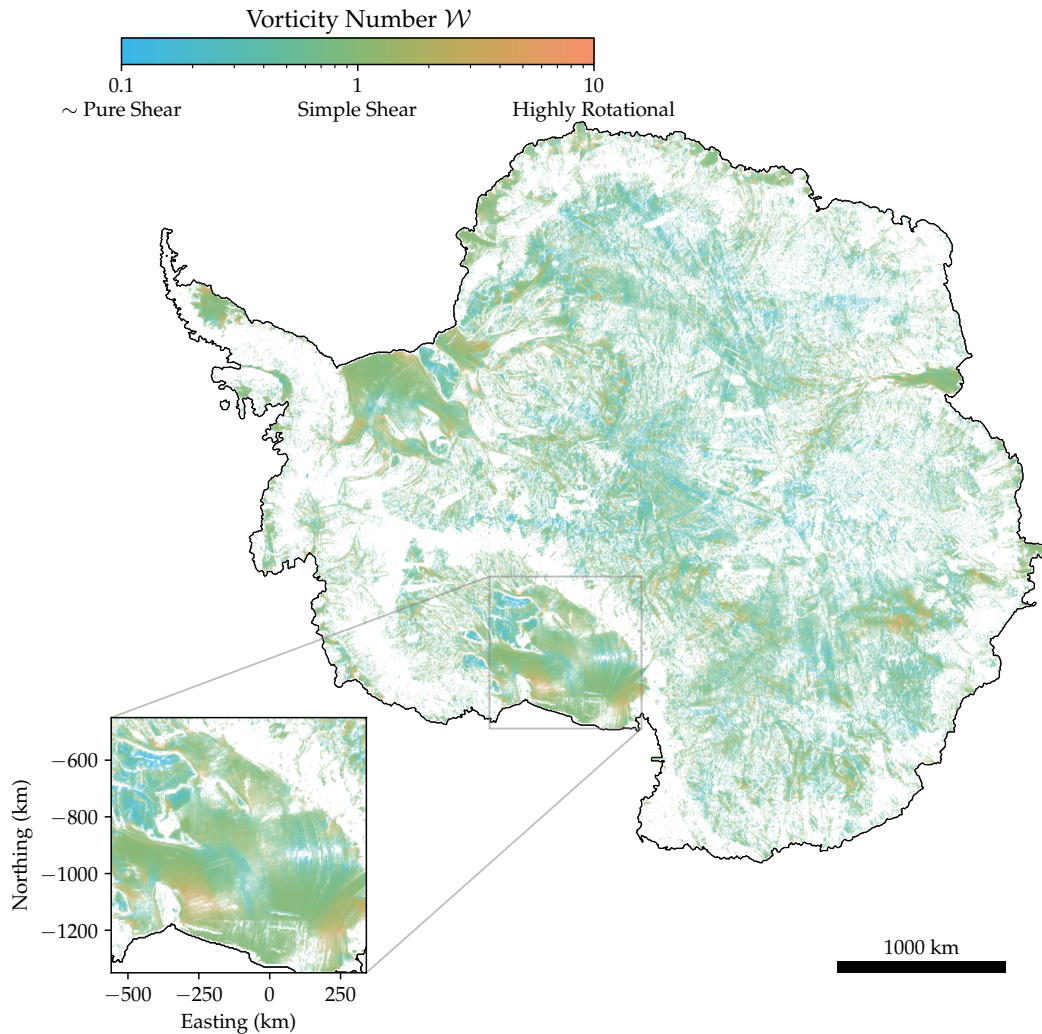 Vorticity Number 𝒲
0.1 1 10
∼ Pure Shear Simple Shear Highly Rotational
−600
−800
−1000
−1200
Northing (km)
−500 −250 0 250
Easting (km)
1000 km